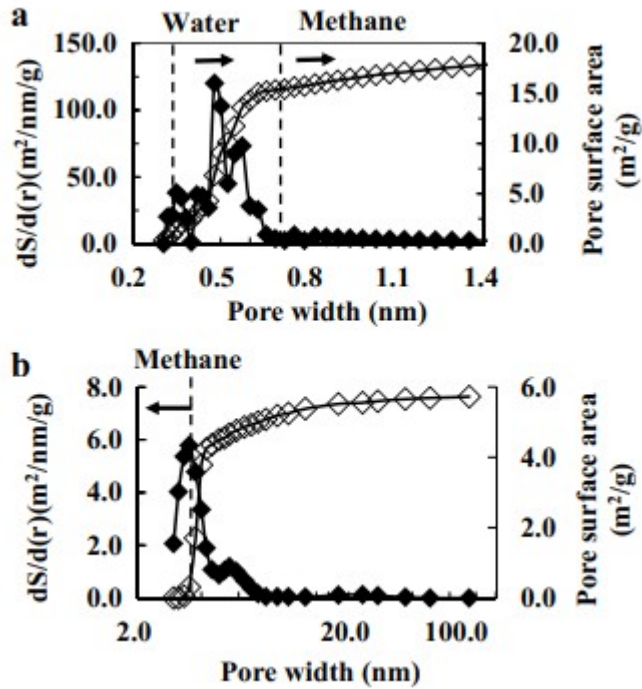 a
Water
Methane
150.0
100.0
50.0
0.0
dS/d(r)(m²/nm/g)
20.0
15.0
10.0
5.0
0.0
Pore surface area
(m²/g)
0.2 0.5 0.8 1.1 1.4
Pore width (nm)
b
Methane
8.0
6.0
4.0
2.0
0.0
dS/d(r)(m²/nm/g)
6.0
4.0
2.0
0.0
Pore surface area
(m²/g)
2.0 20.0 100.0
Pore width (nm)